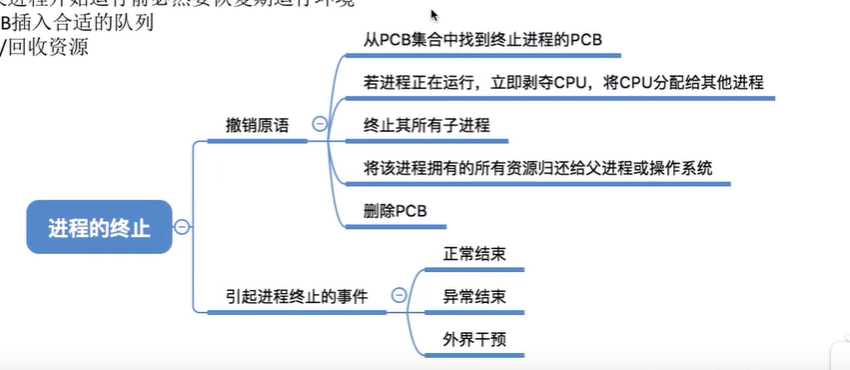 进程开始运行前必然要恢复期运行环境
B插入合适的队列
/回收资源
从PCB集合中找到终止进程的PCB
若进程正在运行，立即剥夺CPU，将CPU分配给其他进程
撤销原语
终止其所有子进程
将该进程拥有的所有资源归还给父进程或操作系统
删除PCB
进程的终止
正常结束
引起进程终止的事件
异常结束
外界干预